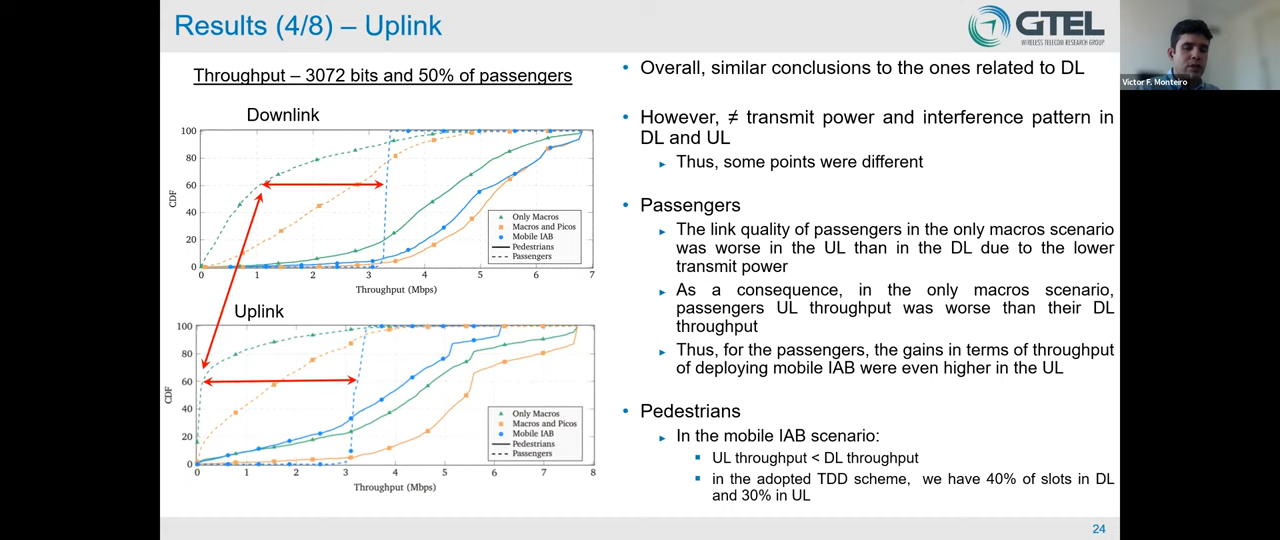 Results (4/8) – Uplink
GTEL
WIRELESS TELECOM RESEARCH GROUP
Victor F. Monteiro
Throughput – 3072 bits and 50% of passengers
Downlink
100
80
60
40
20
0
CDF
0 1 2 3 4 5 6 7
Throughput (Mbps)
Only Macros
Macros and Picos
Mobile IAB
Pedestrians
Passengers
Uplink
100
80
60
40
20
0
CDF
0 1 2 3 4 5 6 7 8
Throughput (Mbps)
Only Macros
Macros and Picos
Mobile IAB
Pedestrians
Passengers
• Overall, similar conclusions to the ones related to DL
• However, ≠ transmit power and interference pattern in
DL and UL
► Thus, some points were different
• Passengers
► The link quality of passengers in the only macros scenario
was worse in the UL than in the DL due to the lower
transmit power
► As a consequence, in the only macros scenario,
passengers UL throughput was worse than their DL
throughput
► Thus, for the passengers, the gains in terms of throughput
of deploying mobile IAB were even higher in the UL
• Pedestrians
► In the mobile IAB scenario:
▪ UL throughput < DL throughput
▪ in the adopted TDD scheme, we have 40% of slots in DL
and 30% in UL
24